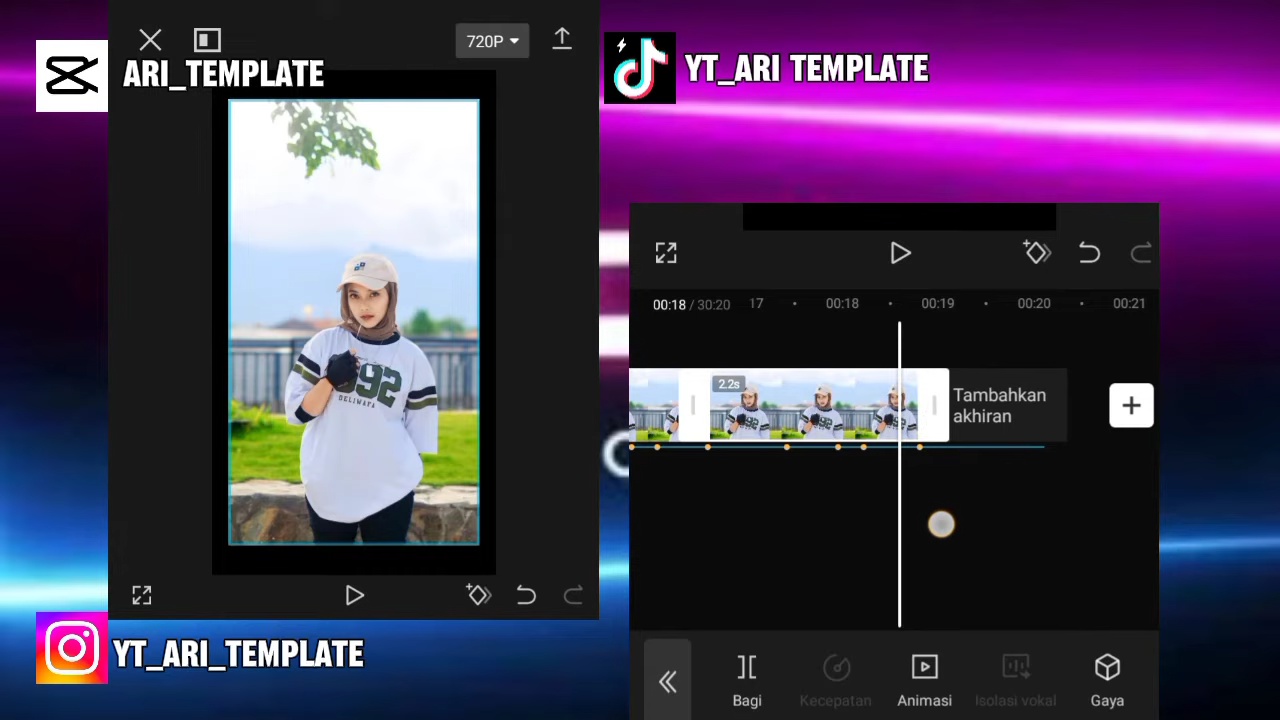 720P
ARI_TEMPLATE
YT_ARI TEMPLATE
92
DELIWAFA
00:18 / 30:20 17 00:18 00:19 00:20 00:21
2.2s
Tambahkan
akhiran
YT_ARI_TEMPLATE
Bagi Kecepatan Animasi Isolasi vokal Gaya